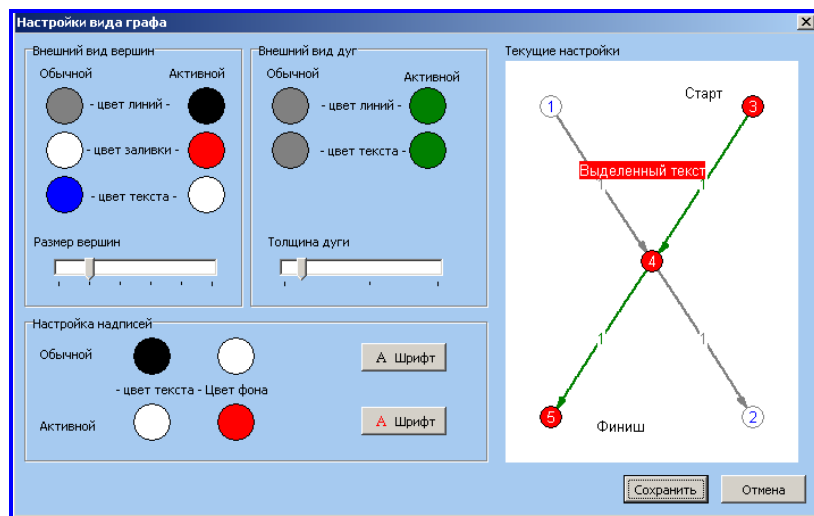 Настройки вида графа
Внешний вид вершин
Обычной Активной
- цвет линий -
- цвет заливки -
- цвет текста -
Размер вершин
Внешний вид дуг
Обычной Активной
- цвет линий -
- цвет текста -
Толщина дуги
Настройка надписей
Обычной
A Шрифт
- цвет текста - Цвет фона
Активной
A Шрифт
Текущие настройки
1
Старт
3
Выделенный текст
1 1
4
1 1
5
Финиш
2
Сохранить
Отмена